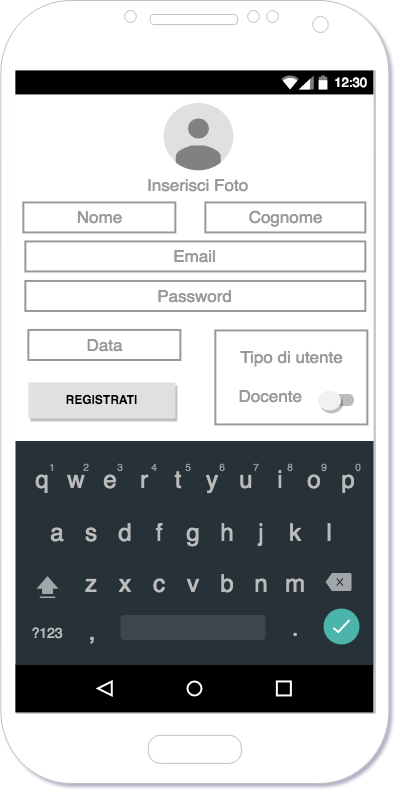 12:30
Inserisci Foto
Nome Cognome
Email
Password
Data
Tipo di utente
Docente
REGISTRATI
1 2 3 4 5 6 7 8 9 0
q w e r t y u i o p
a s d f g h j k l
z x c v b n m
?123 , .